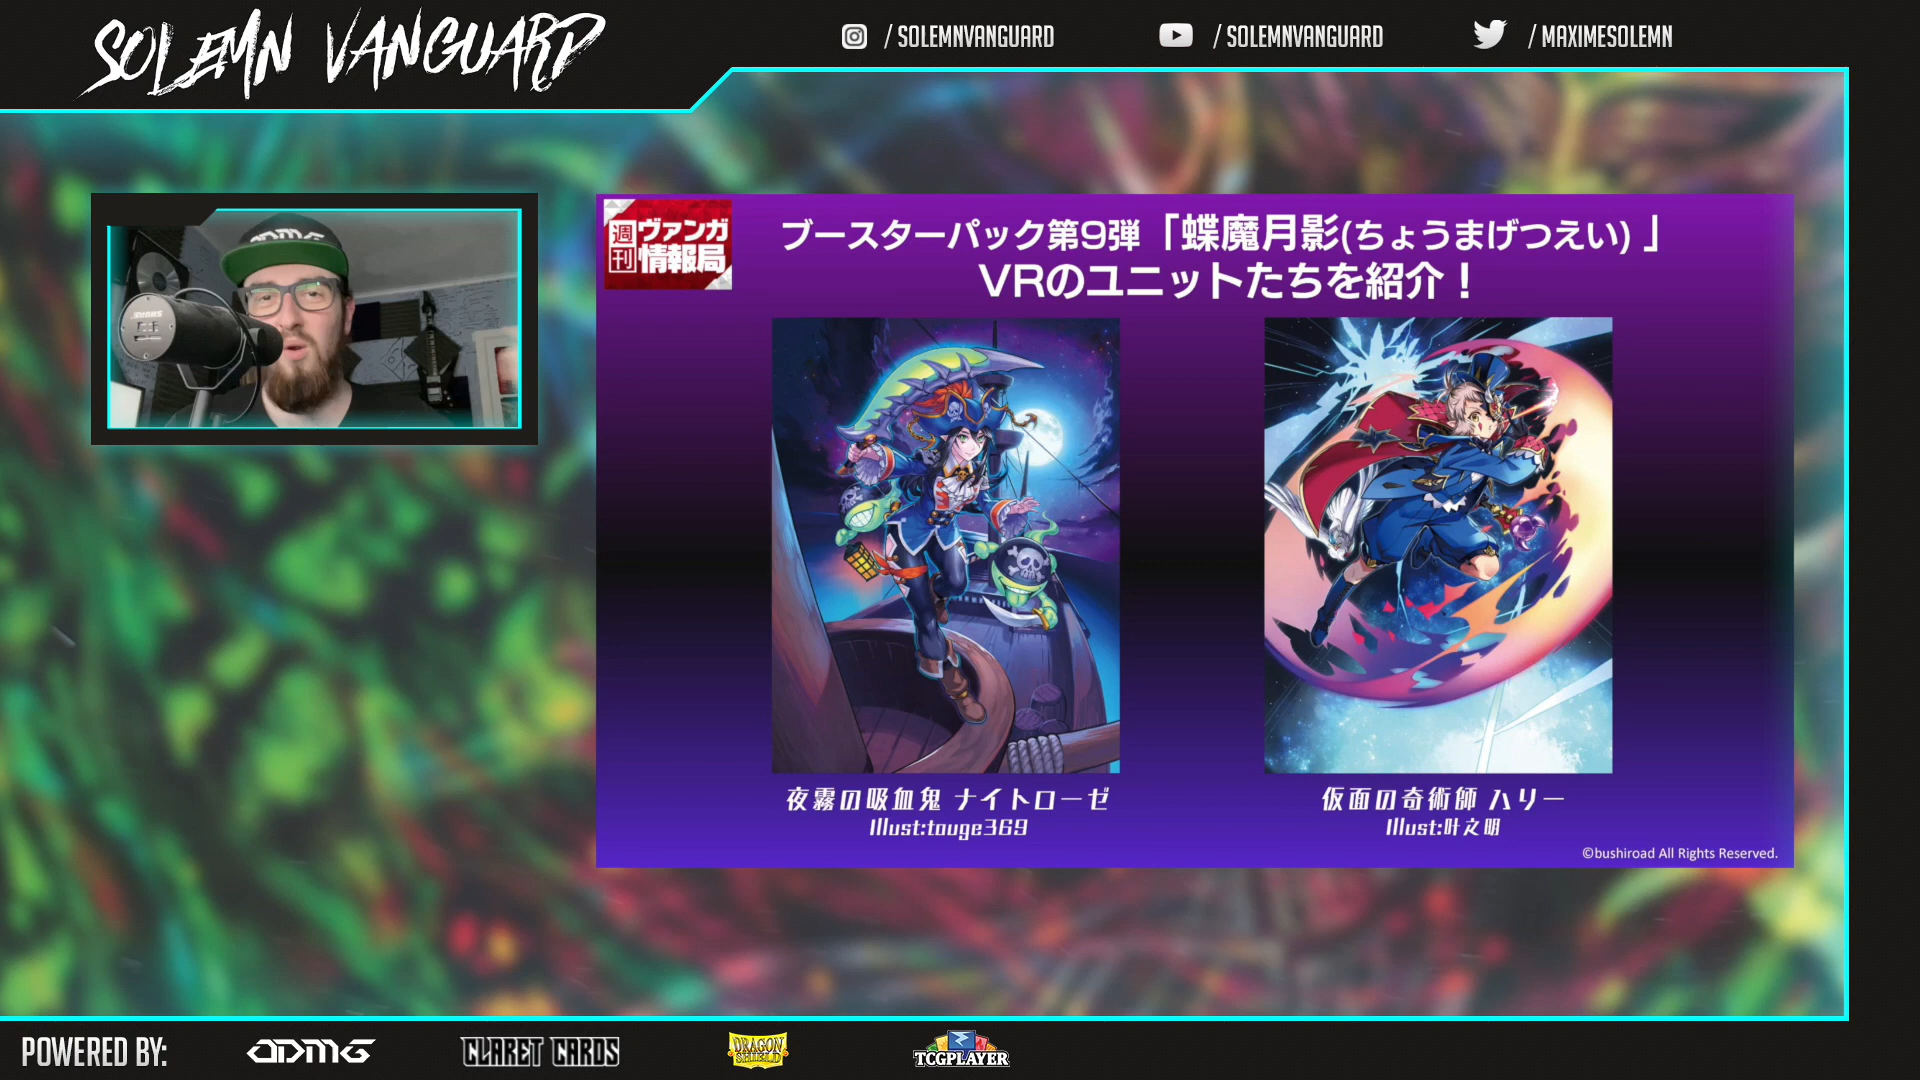 SOLEMN VANGUARD
/ SOLEMNVANGUARD
/ SOLEMNVANGUARD
/ MAXIMESOLEMN
週刊
ヴァンガ
情報局
ブースターパック第9弾「蝶魔月影(ちょうまげつえい) 」
VRのユニットたちを紹介！
夜霧の吸血鬼 ナイトローゼ
Illust:touge369
仮面の奇術師 ハリー
Illust:叶之明
©bushiroad All Rights Reserved.
POWERED BY:
ADMG
CLARET CARDS
DRAGON
SHIELD
TCGPLAYER